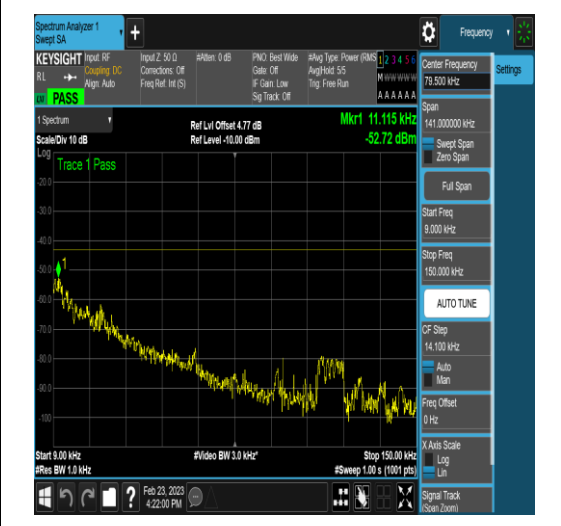 Spectrum Analyzer 1
Swept SA
Frequency
KEYSIGHT
Input: RF
Coupling: DC
Align: Auto
RL
PASS
Input Z: 50 Ω
Corrections: Off
Freq Ref: Int (S)
#Atten: 0 dB
PNO: Best Wide
Gate: Off
IF Gain: Low
Sig Track: Off
#Avg Type: Power (RMS
Avg|Hold: 5/5
Trig: Free Run
1 2 3 4 5 6
M w w w w w
A A A A A A
1 Spectrum
Scale/Div 10 dB
Ref Lvl Offset 4.77 dB
Ref Level -10.00 dBm
Mkr1 11.115 kHz
-52.72 dBm
Log
Trace 1 Pass
-20.0
-30.0
-40.0
-50.0
-60.0
-70.0
-80.0
-90.0
-100
1
Start 9.00 kHz
#Res BW 1.0 kHz
#Video BW 3.0 kHz*
Stop 150.00 kHz
#Sweep 1.00 s (1001 pts)
Feb 23, 2023
4:22:00 PM
Center Frequency
79.500 kHz
Settings
Span
141.000000 kHz
Swept Span
Zero Span
Full Span
Start Freq
9.000 kHz
Stop Freq
150.000 kHz
AUTO TUNE
CF Step
14.100 kHz
Auto
Man
Freq Offset
0 Hz
X Axis Scale
Log
Lin
Signal Track
(Span Zoom)